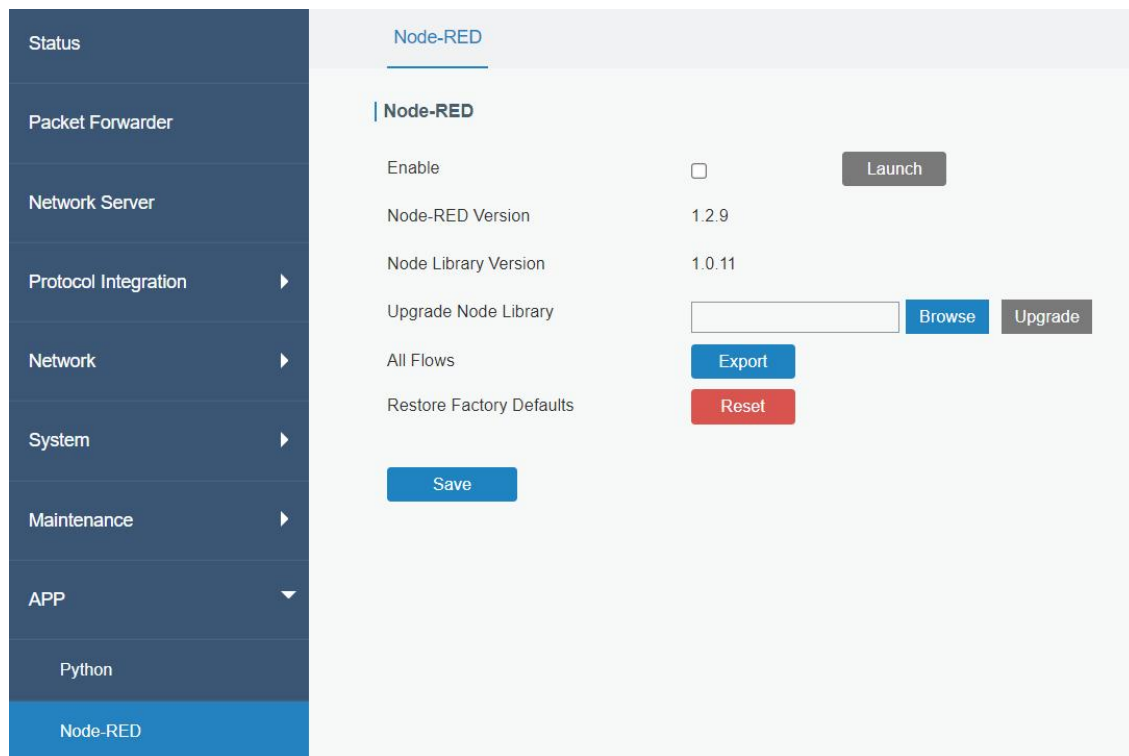 Status
Packet Forwarder
Network Server
Protocol Integration
Network
System
Maintenance
APP
Python
Node-RED
Node-RED
Node-RED
Enable Launch
Node-RED Version 1.2.9
Node Library Version 1.0.11
Upgrade Node Library Browse Upgrade
All Flows Export
Restore Factory Defaults Reset
Save